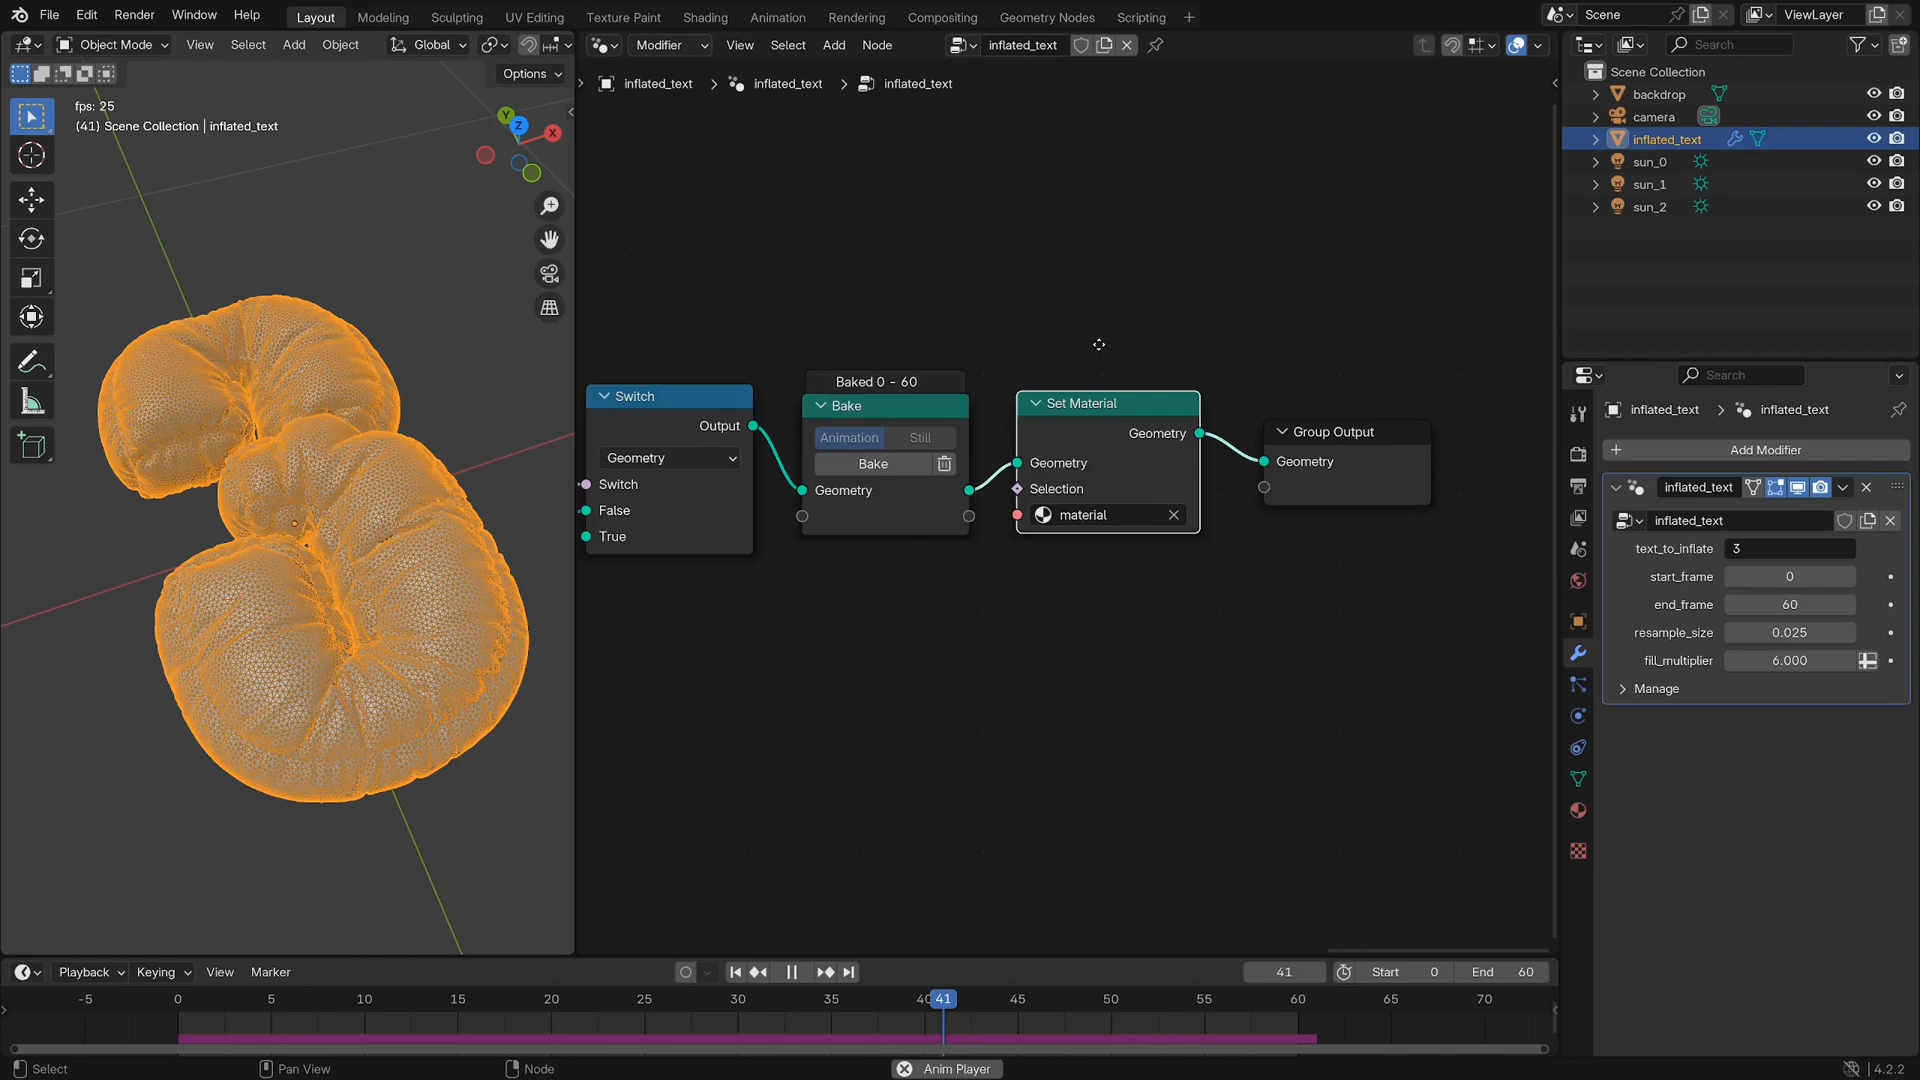 File Edit Render Window Help Layout Modeling Sculpting UV Editing Texture Paint Shading Animation Rendering Compositing Geometry Nodes Scripting + Scene ViewLayer
Object Mode View Select Add Object Global
Modifier View Select Add Node inflated_text
Search
Options
inflated_text > inflated_text > inflated_text
fps: 25
(41) Scene Collection | inflated_text
Y
Z
X
Scene Collection
backdrop
camera
inflated_text
sun_0
sun_1
sun_2
Switch
Output
Geometry
Switch
False
True
Baked 0 - 60
Bake
Animation Still
Bake
Geometry
Set Material
Geometry
Geometry
Selection
material
Group Output
Geometry
Search
inflated_text > inflated_text
+ Add Modifier
inflated_text
inflated_text
text_to_inflate 3
start_frame 0
end_frame 60
resample_size 0.025
fill_multiplier 6.000
Manage
Playback Keying View Marker 41 Start 0 End 60
-5 0 5 10 15 20 25 30 35 40 41 45 50 55 60 65 70
Select Pan View Node Anim Player 4.2.2